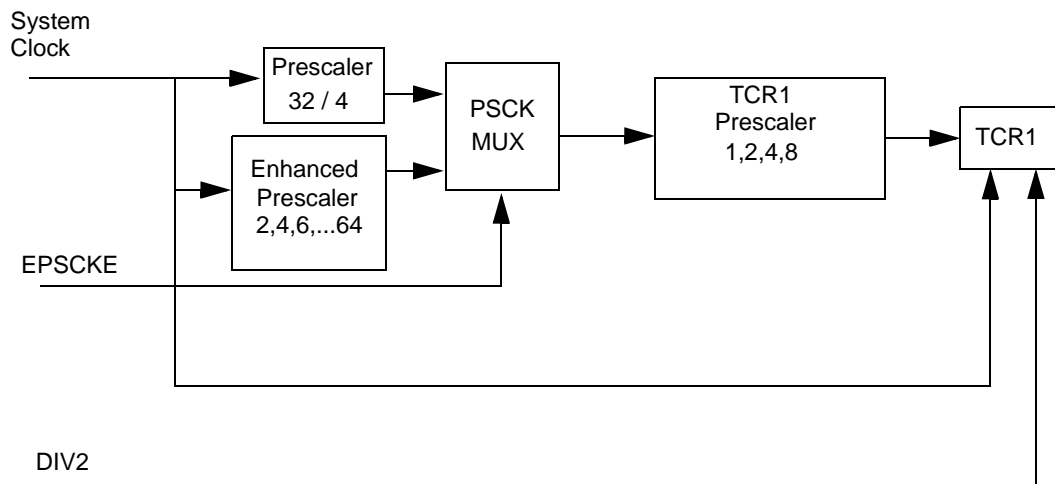 System
Clock
Prescaler
32 / 4
PSCK
MUX
TCR1
Prescaler
1,2,4,8
TCR1
Enhanced
Prescaler
2,4,6,...64
EPSCKE
DIV2